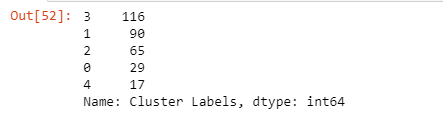 Out[52]: 3    116
1     90
2     65
0     29
4     17
Name: Cluster Labels, dtype: int64